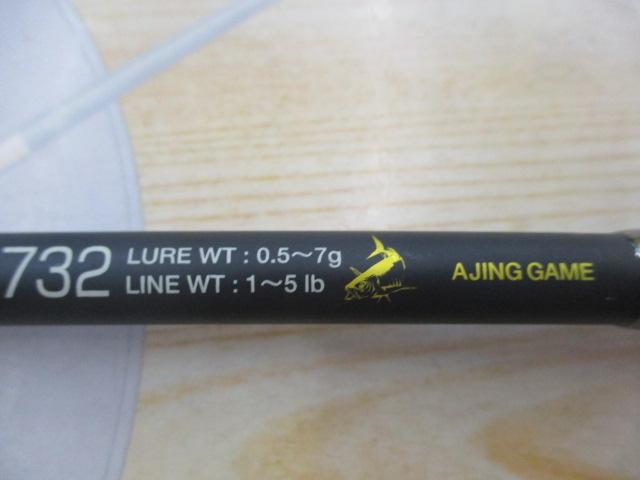 732
LURE WT : 0.5～7g
LINE WT : 1～5 lb
AJING GAME